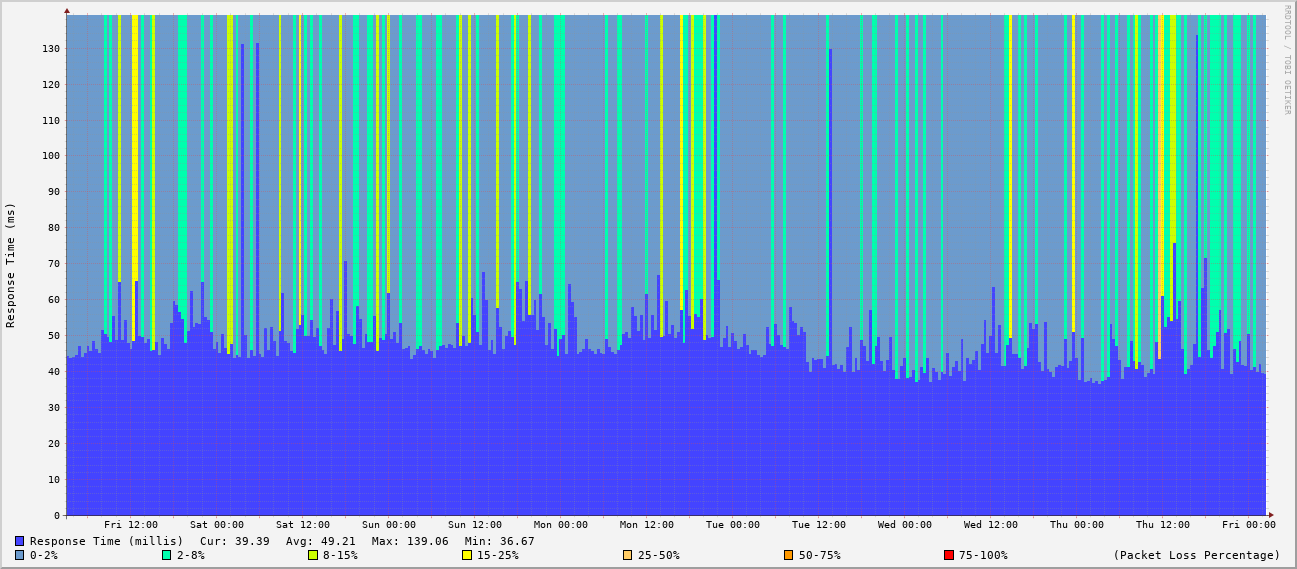 RRDTOOL / TOBI OETIKER
Response Time (ms)
130
120
110
100
90
80
70
60
50
40
30
20
10
0
Fri 12:00 Sat 00:00 Sat 12:00 Sun 00:00 Sun 12:00 Mon 00:00 Mon 12:00 Tue 00:00 Tue 12:00 Wed 00:00 Wed 12:00 Thu 00:00 Thu 12:00 Fri 00:00
Response Time (millis) Cur: 39.39 Avg: 49.21 Max: 139.06 Min: 36.67
0-2% 2-8% 8-15% 15-25% 25-50% 50-75% 75-100% (Packet Loss Percentage)